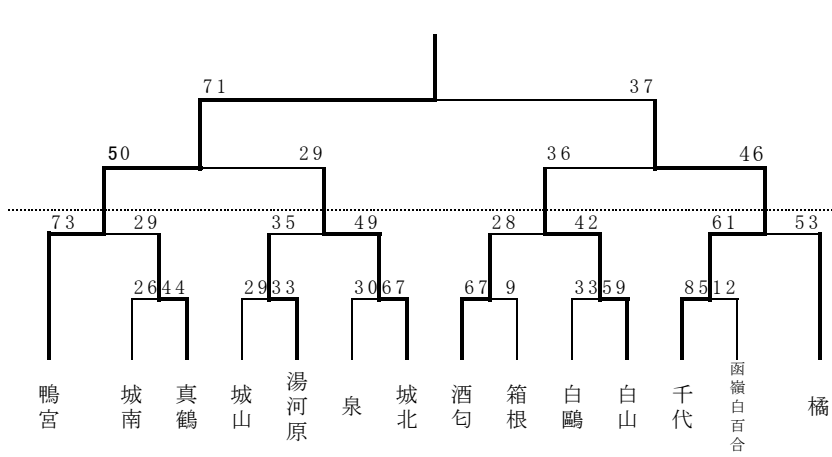 71 37
50 29 36 46
73 29 35 49 28 42 61 53
26 44 29 33 30 67 67 9 33 59 85 12
鴨宮
城南
真鶴
城山
湯河原
泉
城北
酒匂
箱根
白鷗
白山
千代
函嶺白百合
橘